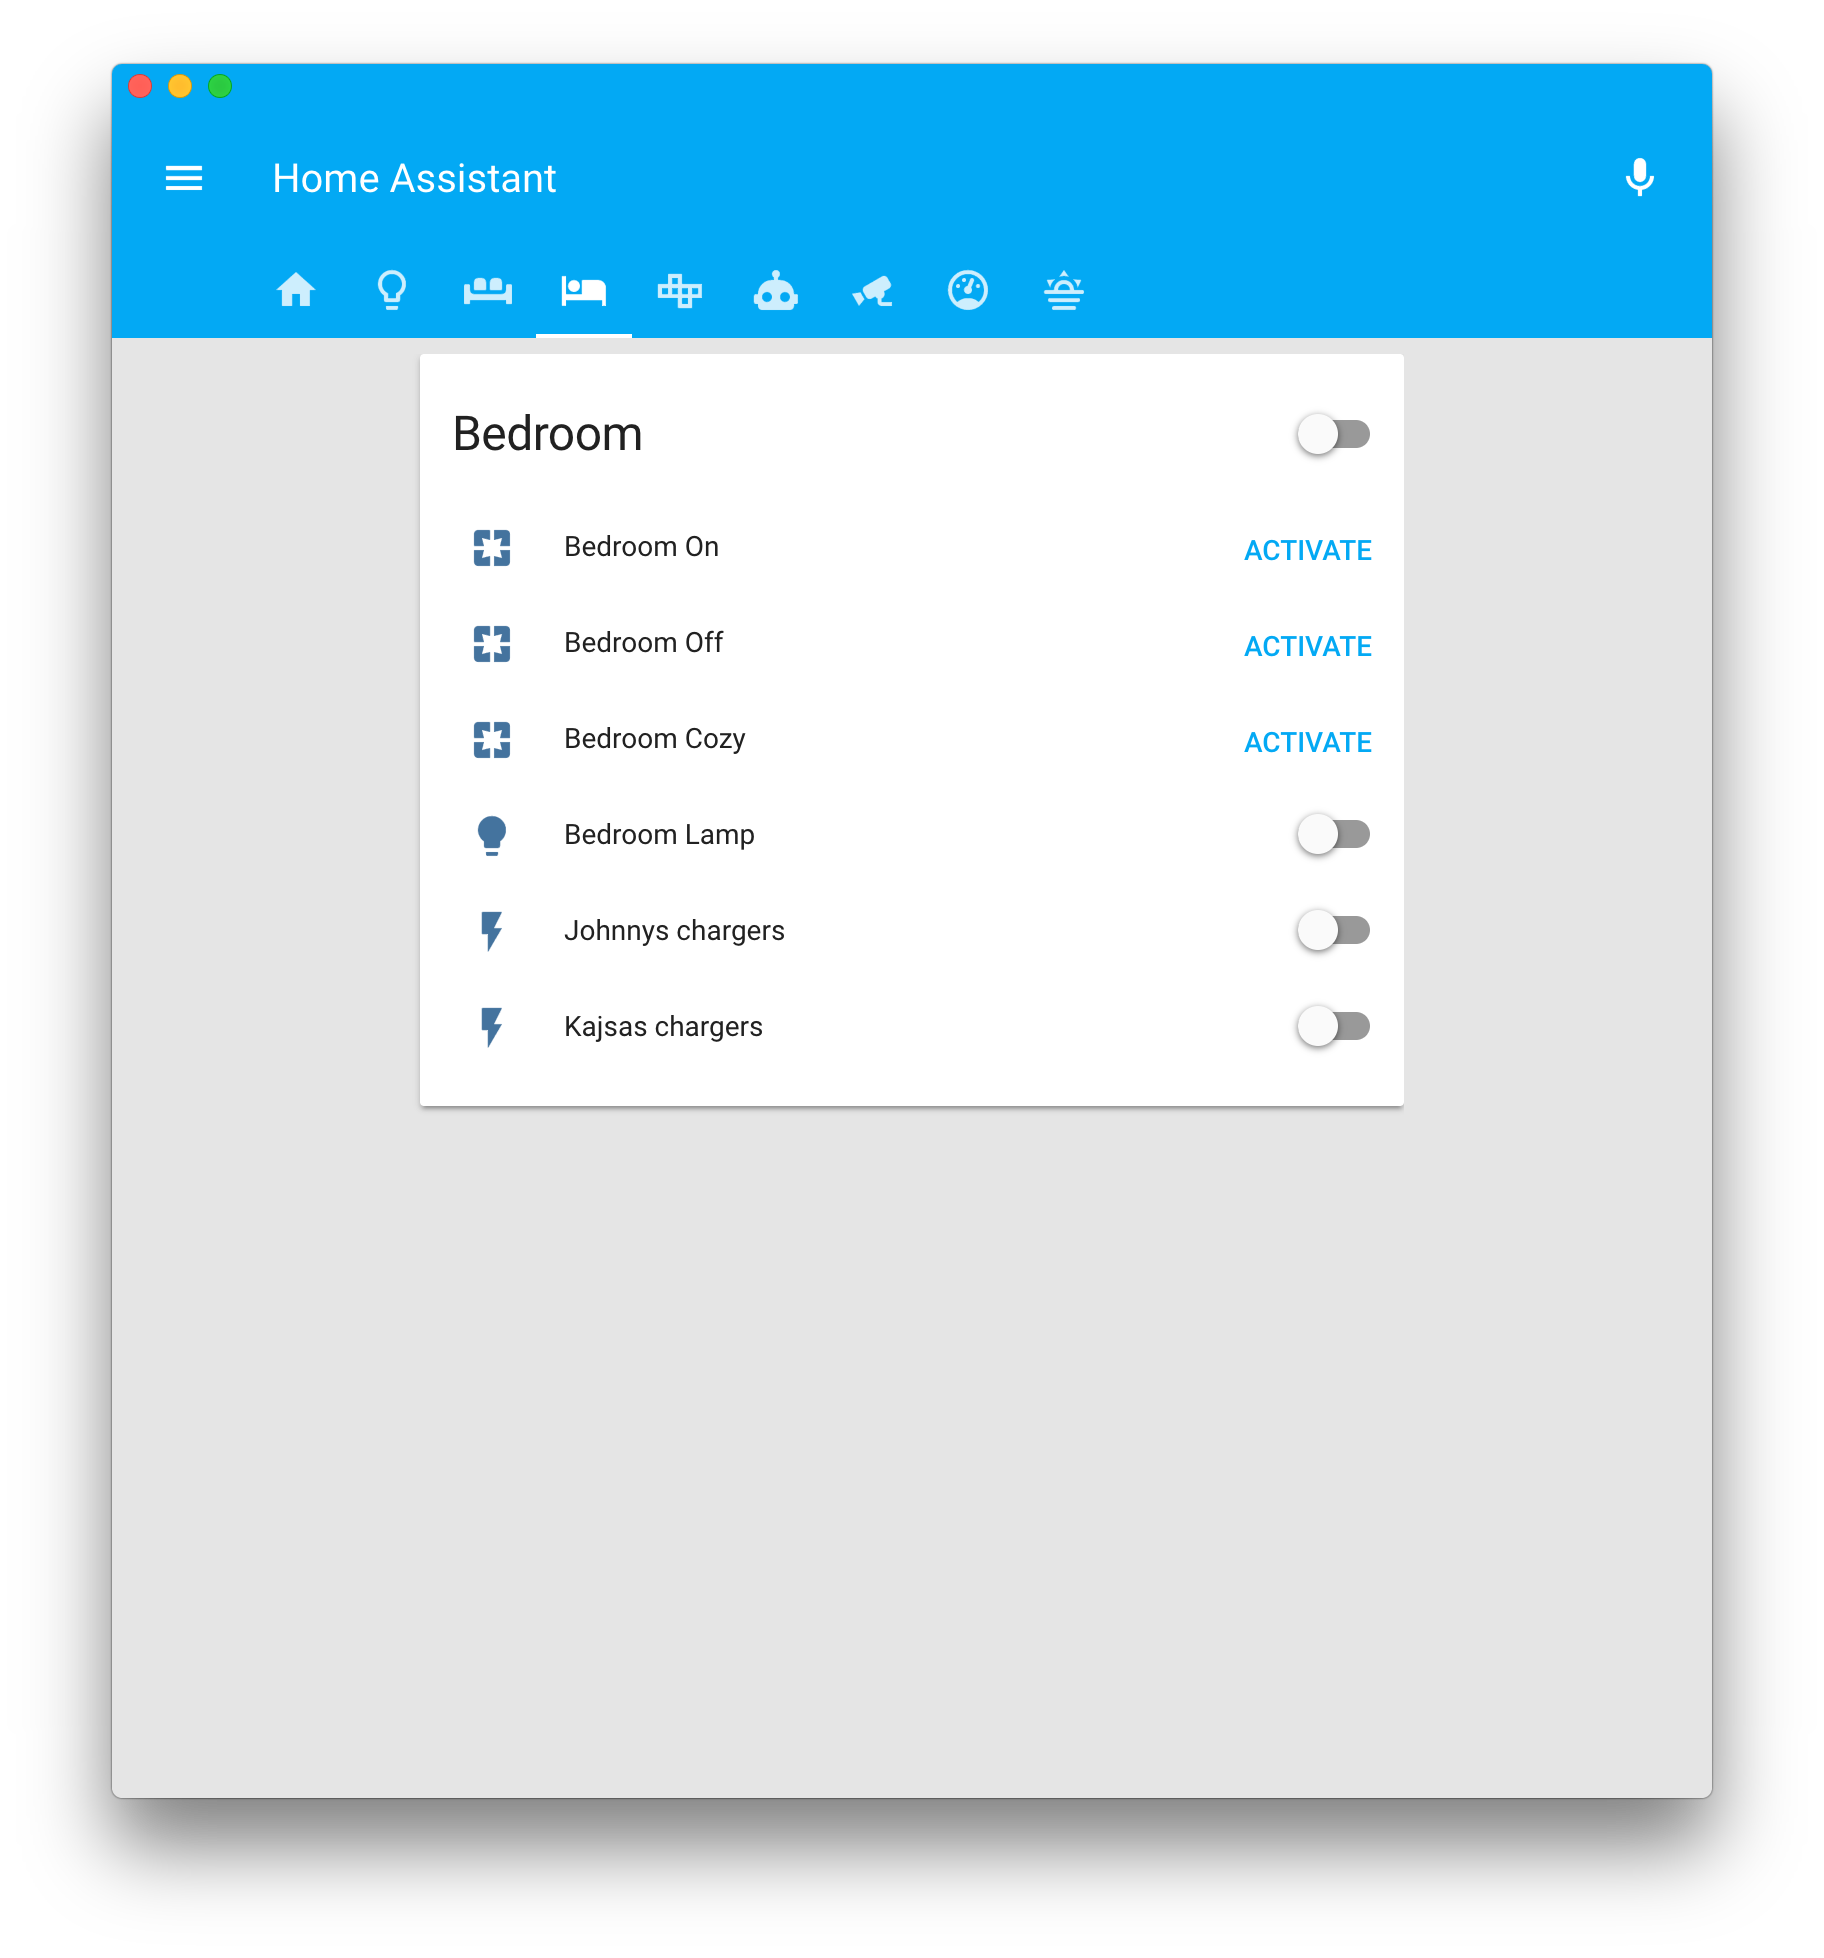 Home Assistant
Bedroom
Bedroom On ACTIVATE
Bedroom Off ACTIVATE
Bedroom Cozy ACTIVATE
Bedroom Lamp
Johnnys chargers
Kajsas chargers